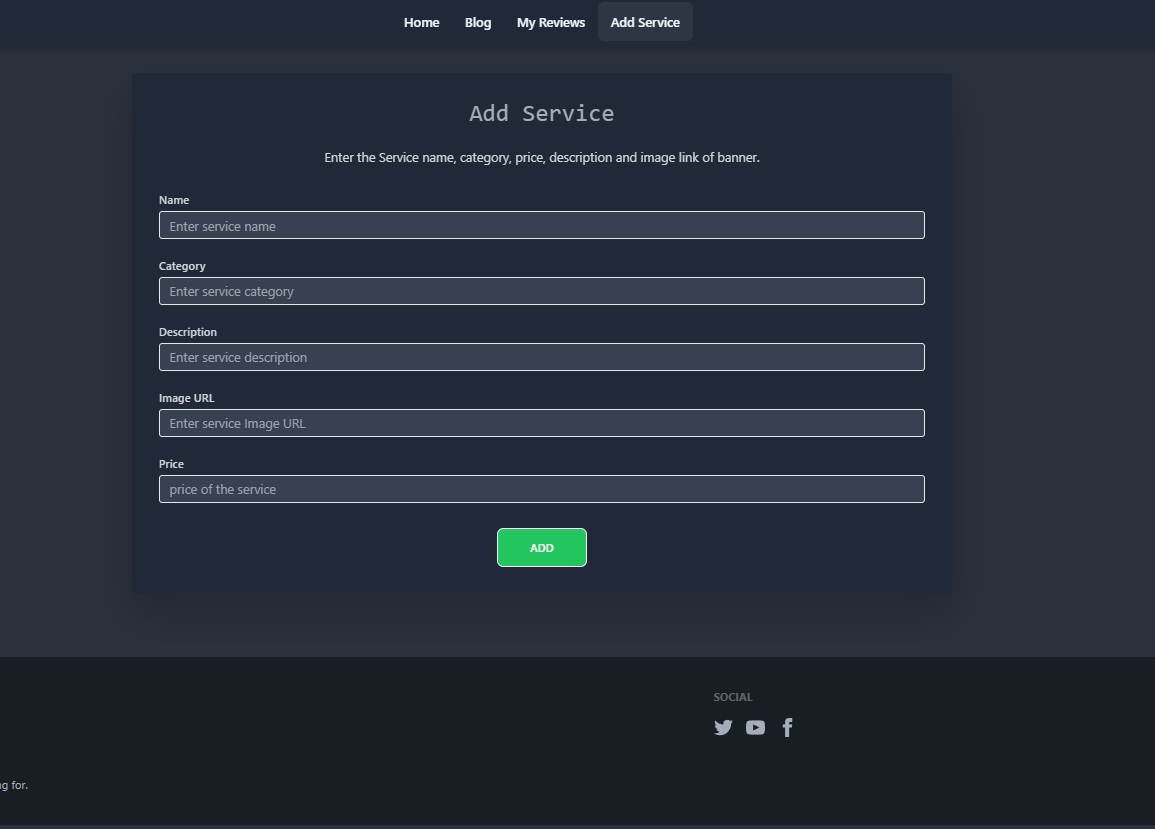 Home Blog My Reviews Add Service
Add Service
Enter the Service name, category, price, description and image link of banner.
Name
Enter service name
Category
Enter service category
Description
Enter service description
Image URL
Enter service Image URL
Price
price of the service
ADD
SOCIAL
for.